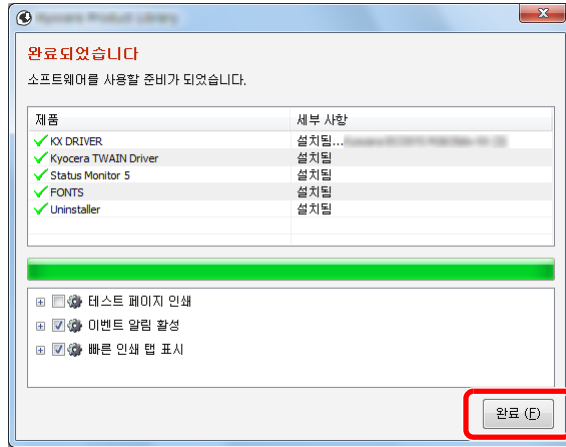 완료되었습니다
소프트웨어를 사용할 준비가 되었습니다.
제품 세부 사항
KX DRIVER 설치됨...
Kyocera TWAIN Driver 설치됨
Status Monitor 5 설치됨
FONTS 설치됨
Uninstaller 설치됨
테스트 페이지 인쇄
이벤트 알림 활성
빠른 인쇄 탭 표시
완료 (F)